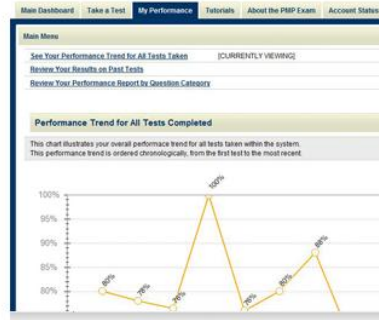 Main Dashboard Take a Test My Performance Tutorials About the PMP Exam Account Status
Main Menu
See Your Performance Trend for All Tests Taken [CURRENTLY VIEWING]
Review Your Results on Past Tests
Review Your Performance Report by Question Category
Performance Trend for All Tests Completed
This chart illustrates your overall performace trend for all tests taken within the system.
This performance trend is ordered chronologically, from the first test to the most recent
100%
100%
95%
90%
88%
85%
80%
80%
78%
76%
76%
80%